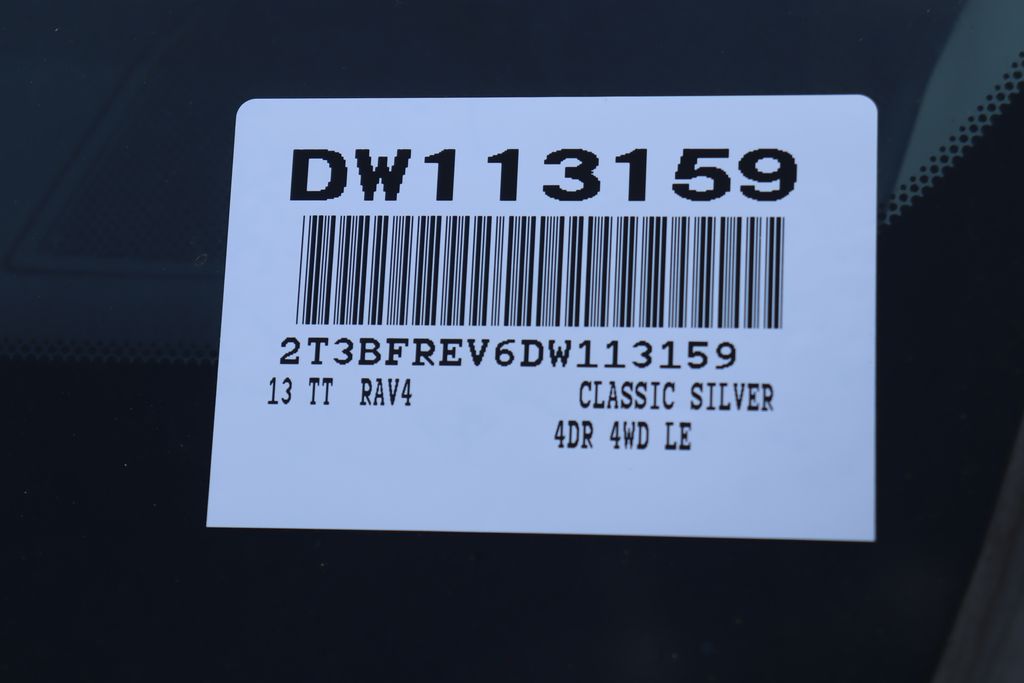 DW113159
2T3BFREV6DW113159
13 TT RAV4 CLASSIC SILVER
4DR 4WD LE